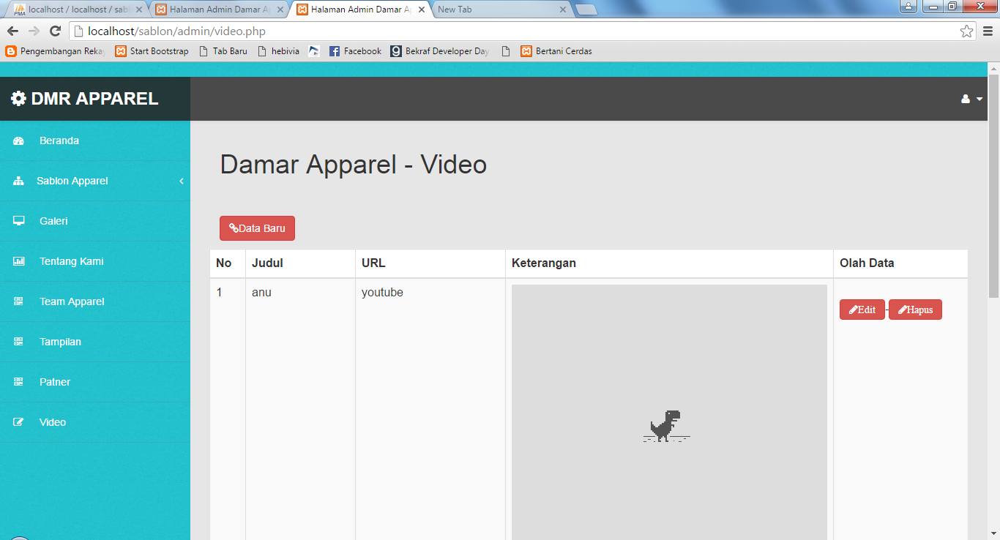 localhost / localhost / sabl
Halaman Admin Damar A
Halaman Admin Damar A
New Tab
localhost/sablon/admin/video.php
Pengembangan Reka
Start Bootstrap
Tab Baru
hebivia
Facebook
Bekraf Developer Day
Bertani Cerdas
DMR APPAREL
Beranda
Sablon Apparel
Galeri
Tentang Kami
Team Apparel
Tampilan
Patner
Video
Damar Apparel - Video
Data Baru
No Judul URL Keterangan Olah Data
1 anu youtube
Edit - Hapus